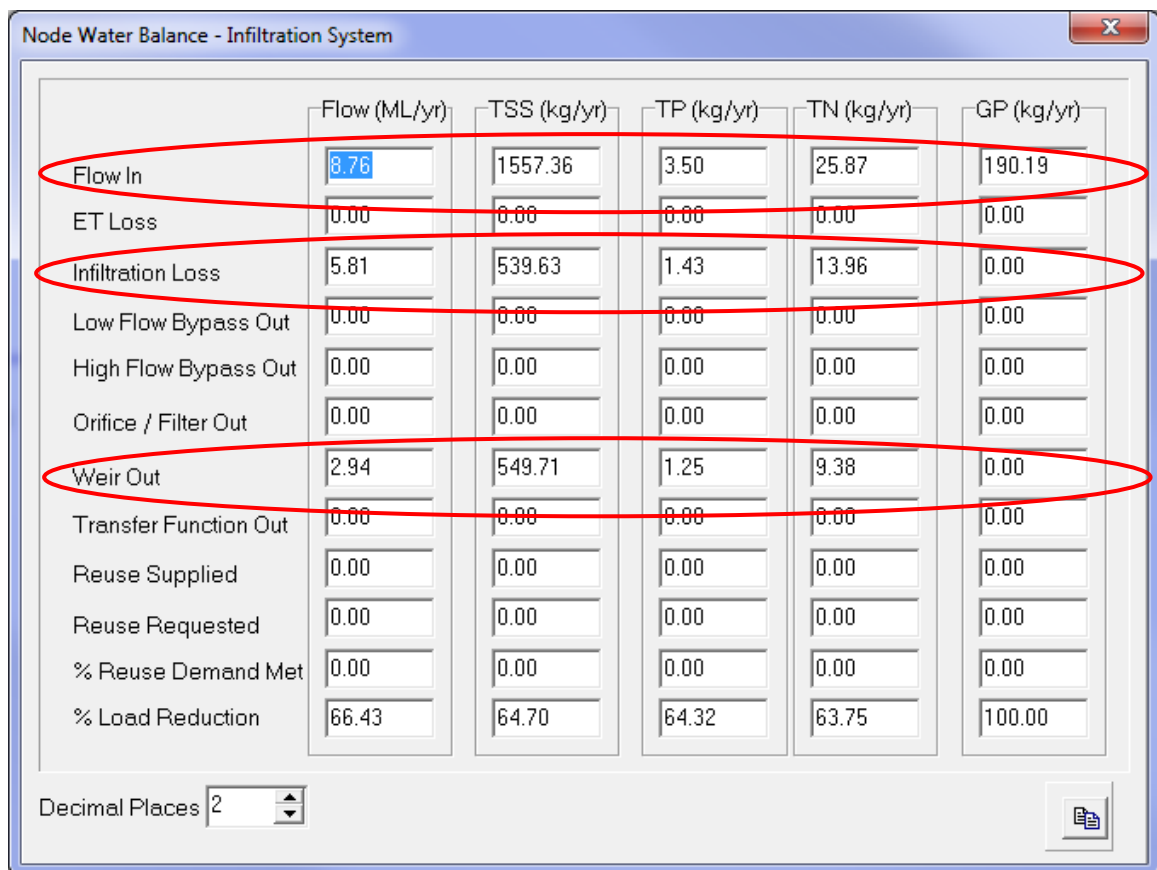 Node Water Balance - Infiltration System
Flow (ML/yr) TSS (kg/yr) TP (kg/yr) TN (kg/yr) GP (kg/yr)
Flow In 8.76 1557.36 3.50 25.87 190.19
ET Loss 0.00 0.00 0.00 0.00 0.00
Infiltration Loss 5.81 539.63 1.43 13.96 0.00
Low Flow Bypass Out 0.00 0.00 0.00 0.00 0.00
High Flow Bypass Out 0.00 0.00 0.00 0.00 0.00
Orifice / Filter Out 0.00 0.00 0.00 0.00 0.00
Weir Out 2.94 549.71 1.25 9.38 0.00
Transfer Function Out 0.00 0.00 0.00 0.00 0.00
Reuse Supplied 0.00 0.00 0.00 0.00 0.00
Reuse Requested 0.00 0.00 0.00 0.00 0.00
% Reuse Demand Met 0.00 0.00 0.00 0.00 0.00
% Load Reduction 66.43 64.70 64.32 63.75 100.00
Decimal Places 2